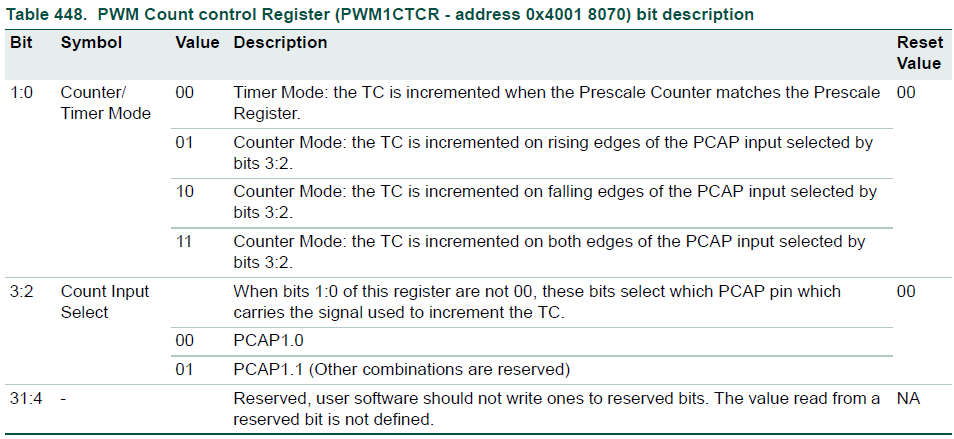 Table 448. PWM Count control Register (PWM1CTCR - address 0x4001 8070) bit description
Bit Symbol Value Description Reset
Value
1:0 Counter/ 00 Timer Mode: the TC is incremented when the Prescale Counter matches the Prescale 00
Timer Mode Register.
01 Counter Mode: the TC is incremented on rising edges of the PCAP input selected by
bits 3:2.
10 Counter Mode: the TC is incremented on falling edges of the PCAP input selected by
bits 3:2.
11 Counter Mode: the TC is incremented on both edges of the PCAP input selected by
bits 3:2.
3:2 Count Input When bits 1:0 of this register are not 00, these bits select which PCAP pin which 00
Select carries the signal used to increment the TC.
00 PCAP1.0
01 PCAP1.1 (Other combinations are reserved)
31:4 - Reserved, user software should not write ones to reserved bits. The value read from a NA
reserved bit is not defined.